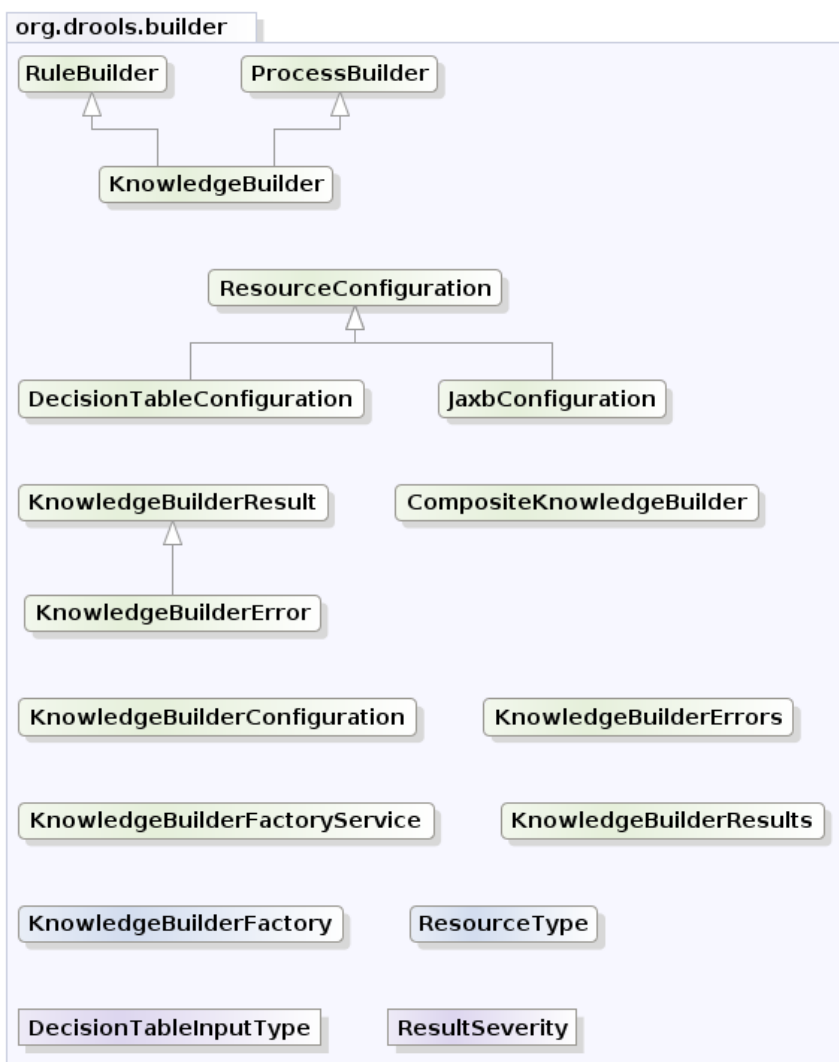 org.drools.builder
RuleBuilder
ProcessBuilder
KnowledgeBuilder
ResourceConfiguration
DecisionTableConfiguration
JaxbConfiguration
KnowledgeBuilderResult
CompositeKnowledgeBuilder
KnowledgeBuilderError
KnowledgeBuilderConfiguration
KnowledgeBuilderErrors
KnowledgeBuilderFactoryService
KnowledgeBuilderResults
KnowledgeBuilderFactory
ResourceType
DecisionTableInputType
ResultSeverity